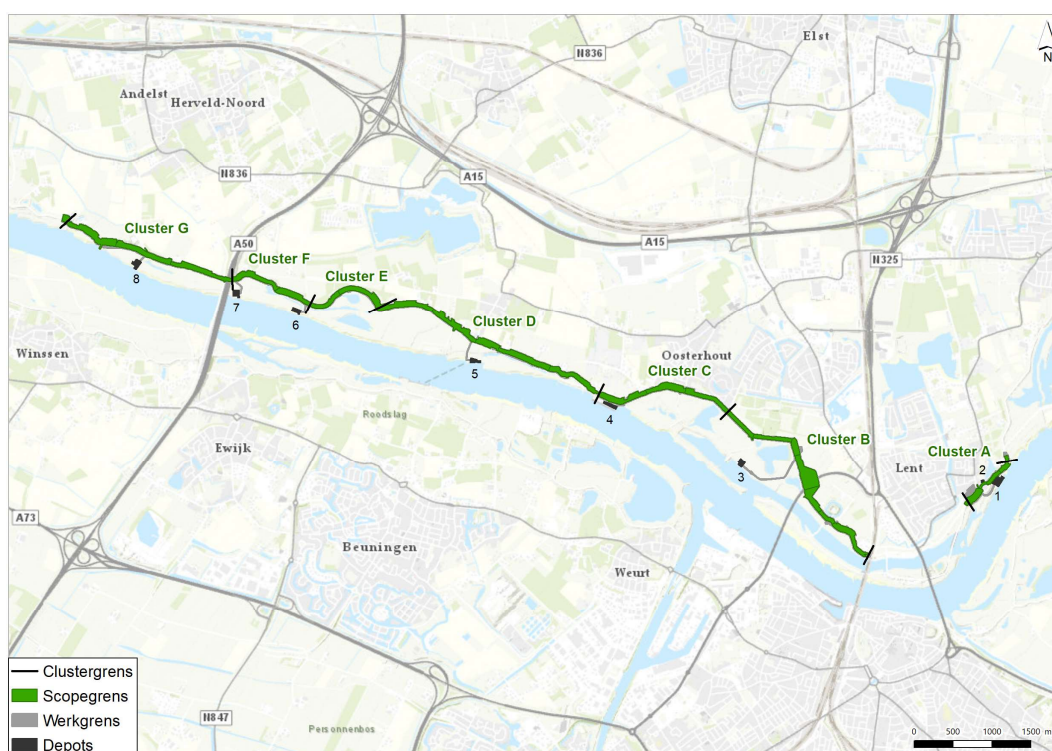 Elst
N836
N
Andelst
Herveld-Noord
N836
A15
A15
Cluster G
A50
Cluster F
Cluster E
N325
8
7
6
Cluster D
Winssen
5
Oosterhout
Cluster C
4
Roodslag
Cluster B
Ewijk
3
Lent
Cluster A
2
1
A73
Beuningen
Weurt
Clustergrens
Scopegrens
Werkgrens
Depots
N847
Personnenbos
0 500 1000 1500 m